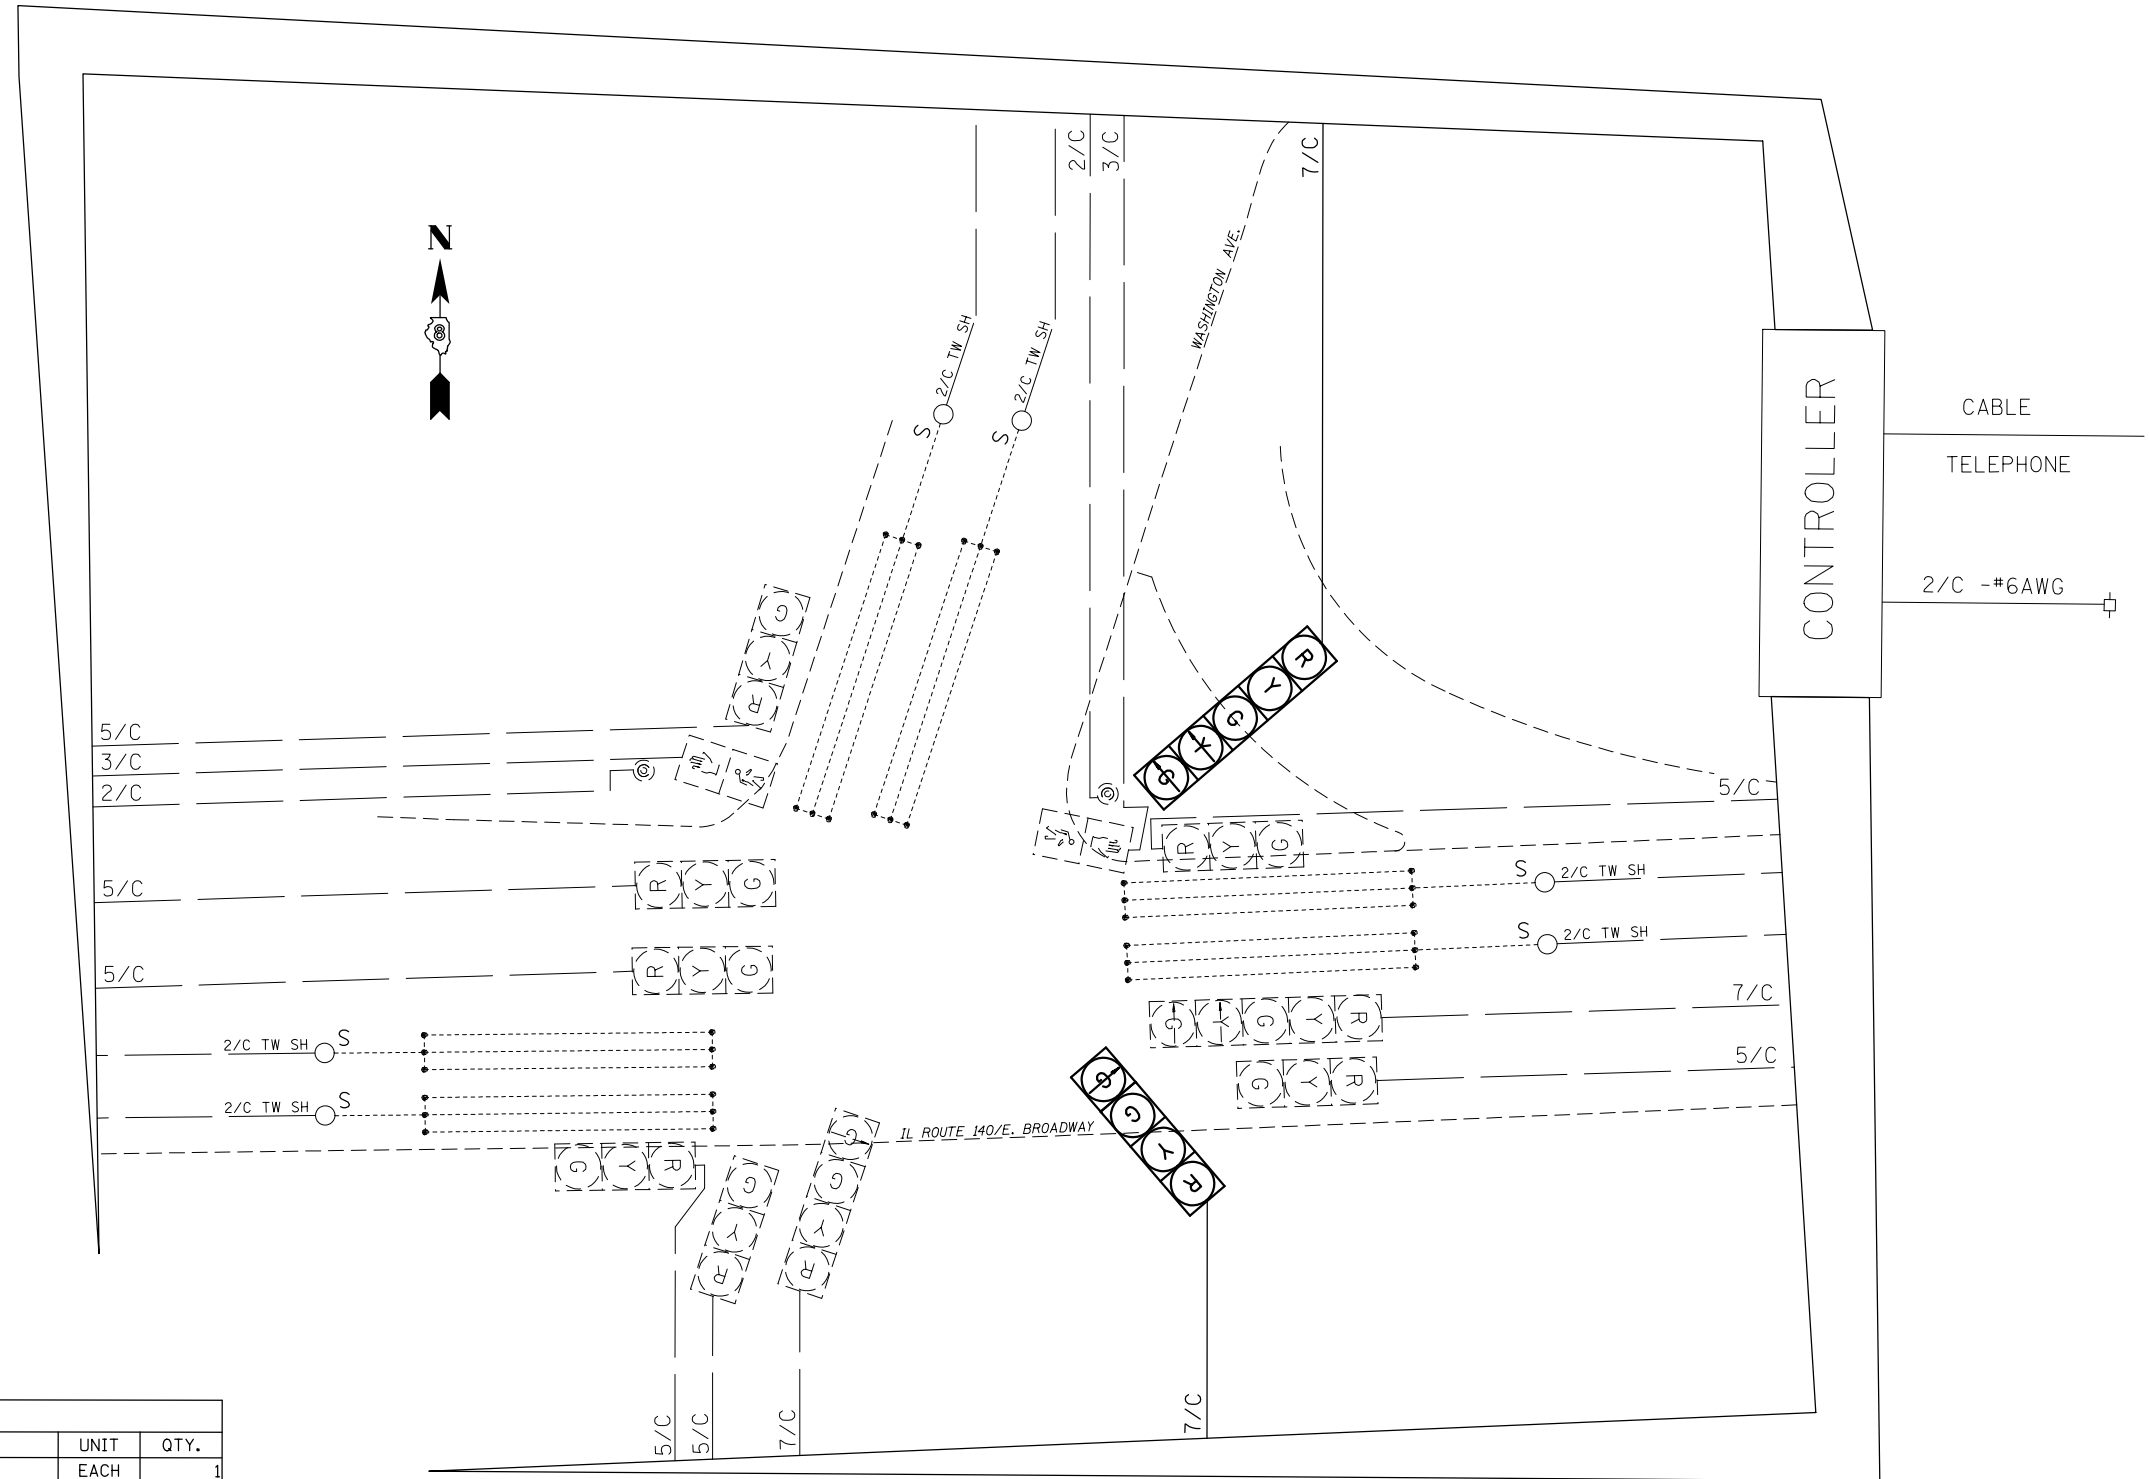 2/C
3/C
7/C
N
8
WASHINGTON AVE.
2/C TW SH
2/C TW SH
S
S
CONTROLLER
CABLE
TELEPHONE
2/C -#6AWG
G
Y
R
R
Y
G
Y
G
5/C
3/C
2/C
5/C
R Y G
5/C
R Y G
S 2/C TW SH
5/C
R Y G
S 2/C TW SH
5/C
R Y G
7/C
G Y G Y R
2/C TW SH S
5/C
G Y R
2/C TW SH S
G
G
Y
R
IL ROUTE 140/E. BROADWAY
G Y R
G
Y
R
G
G
Y
R
5/C
5/C
7/C
7/C
UNIT QTY.
EACH 1